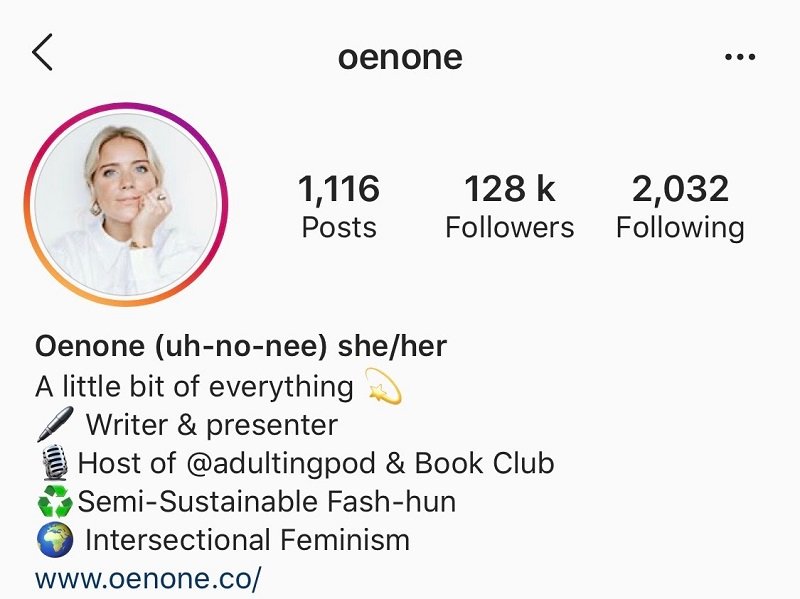 oenone
1,116 128 k 2,032
Posts Followers Following
Oenone (uh-no-nee) she/her
A little bit of everything 💫
🖋️ Writer & presenter
🎙️ Host of @adultingpod & Book Club
♻️ Semi-Sustainable Fash-hun
🌍 Intersectional Feminism
www.oenone.co/